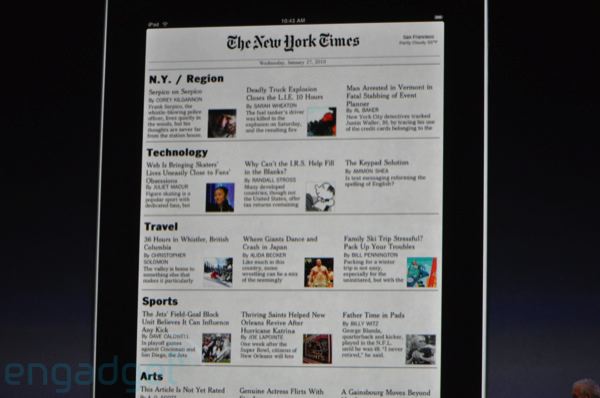 iPod
10:43 AM
The New York Times
San Francisco
Partly Cloudy 55°F
Wednesday, January 27, 2010
N.Y. / Region
Serpico on Serpico
By COREY KILGANNON
Frank Serpico, the
whistle-blowing police
officer, lives quietly in
the woods, but his
thoughts are never far
from the station house.
Deadly Truck Explosion
Closes the L.I.E. 10 Hours
By SARAH WHEATON
The fuel tanker's driver
was killed in the
explosion on Saturday,
and the resulting fire
Man Arrested in Vermont in
Fatal Stabbing of Event
Planner
By AL BAKER
New York City detectives tracked
Justin Waller, 30, by tracing his use
of the credit cards belonging to the
Technology
Web Is Bringing Skaters'
Lives Uneasily Close to Fans'
Obsessions
By JULIET MACUR
Figure skating is a
popular sport with
dedicated fans, but
Why Can't the I.R.S. Help Fill
in the Blanks?
By RANDALL STROSS
Many developed
countries, though not
the United States, offer
tax returns containing
The Keypad Solution
By AMMON SHEA
Is text messaging reforming the
spelling of English?
Travel
36 Hours in Whistler, British
Columbia
By CHRISTOPHER
SOLOMON
The valley is home to
something else that
makes it particularly
Where Giants Dance and
Crash in Japan
By ALIDA BECKER
Like much in this
country, sumo
wrestling can be a mix
of the seemingly
Family Ski Trip Stressful?
Pack Up Your Troubles
By BILL PENNINGTON
Packing for a winter
trip is not easy,
especially for the
uninitiated, but with the
Sports
The Jets' Field-Goal Block
Unit Believes It Can Influence
Any Kick
By DAVE CALDWELL
In playoff games
against Cincinnati and
San Diego, the Jets
Thriving Saints Helped New
Orleans Revive After
Hurricane Katrina
By JOE LAPOINTE
One week after the
Super Bowl, citizens of
New Orleans will fete
Father Time in Pads
By BILLY WITZ
George Blanda,
quarterback and kicker,
played in the N.F.L.
until he was 48. "I never
retired," he said.
Arts
This Article Is Not Yet Rated
Genuine Actress Flirts With
A Gainsbourg Moves Beyond
engadget